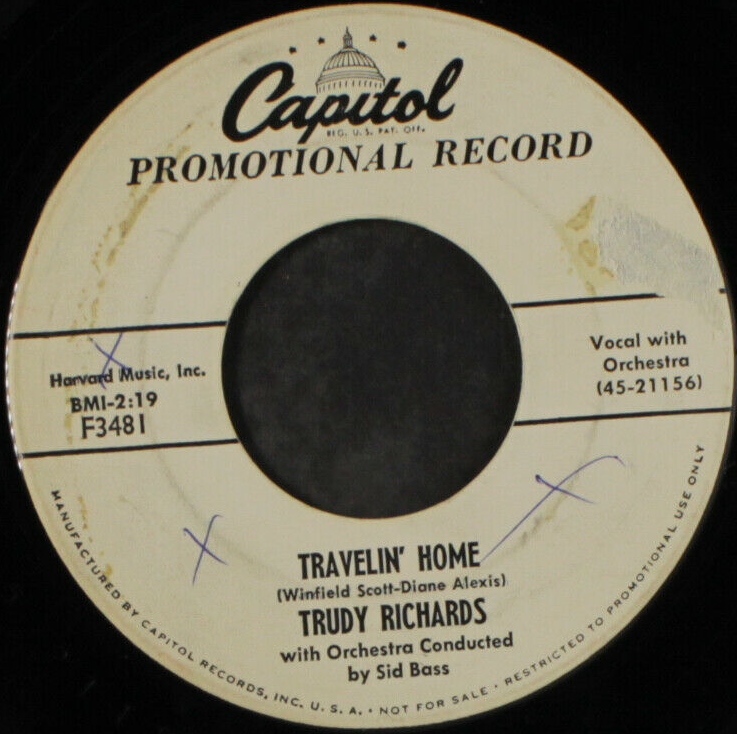 Capitol
REG. U.S. PAT. OFF.
PROMOTIONAL RECORD
Harvard Music, Inc.
BMI-2:19
F3481
Vocal with
Orchestra
(45-21156)
TRAVELIN' HOME
(Winfield Scott-Diane Alexis)
TRUDY RICHARDS
with Orchestra Conducted
by Sid Bass
MANUFACTURED BY CAPITOL RECORDS, INC. U. S. A. • NOT FOR SALE • RESTRICTED TO PROMOTIONAL USE ONLY